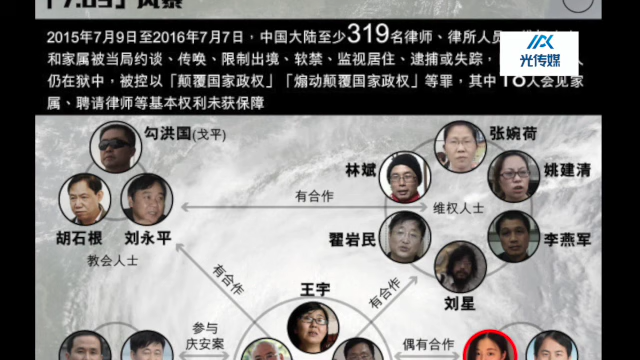 「7.09」风暴
2015年7月9日至2016年7月7日，中国大陆至少319名律师、律所人员
和家属被当局约谈、传唤、限制出境、软禁、监视居住、逮捕或失踪，
人
仍在狱中，被控以「颠覆国家政权」「煽动颠覆国家政权」等罪，其中18人会见家
属、聘请律师等基本权利未获保障
光传媒
勾洪国(戈平)
张婉荷
林斌
姚建清
有合作
维权人士
胡石根
刘永平
翟岩民
李燕军
教会人士
有合作
有合作
刘星
王宇
参与
庆安案
偶有合作